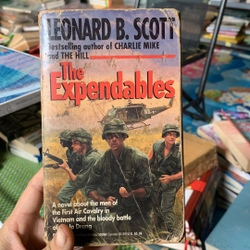 LEONARD B. SCOTT
Bestselling author of CHARLIE MIKE
and THE HILL
The
Expendables
A novel about the men of
the First Air Cavalry in
Vietnam and the bloody battle
Drang